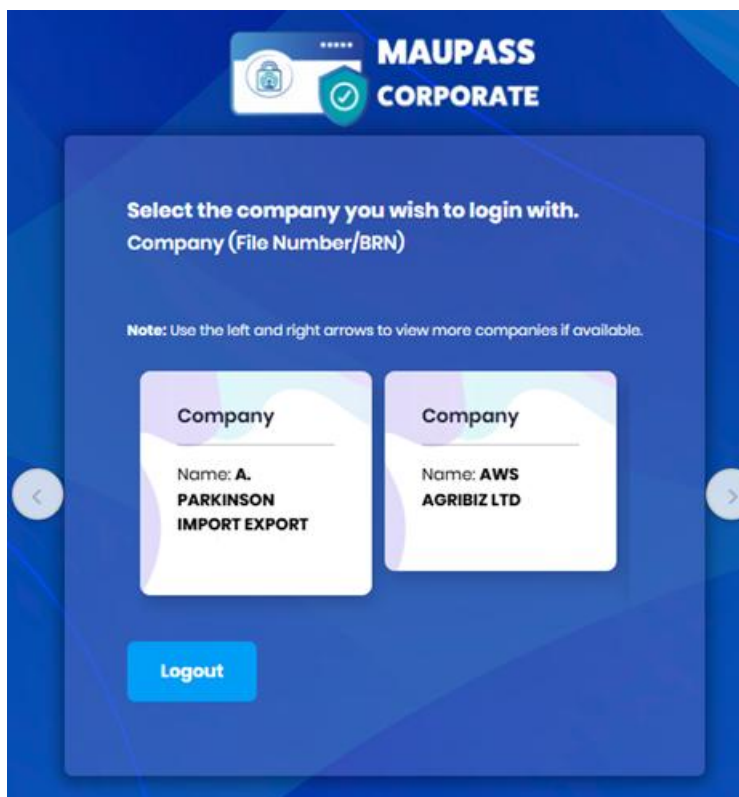 MAUPASS
CORPORATE
Select the company you wish to login with.
Company (File Number/BRN)
Note: Use the left and right arrows to view more companies if available.
Company
Name: A.
PARKINSON
IMPORT EXPORT
Company
Name: AWS
AGRIBIZ LTD
Logout